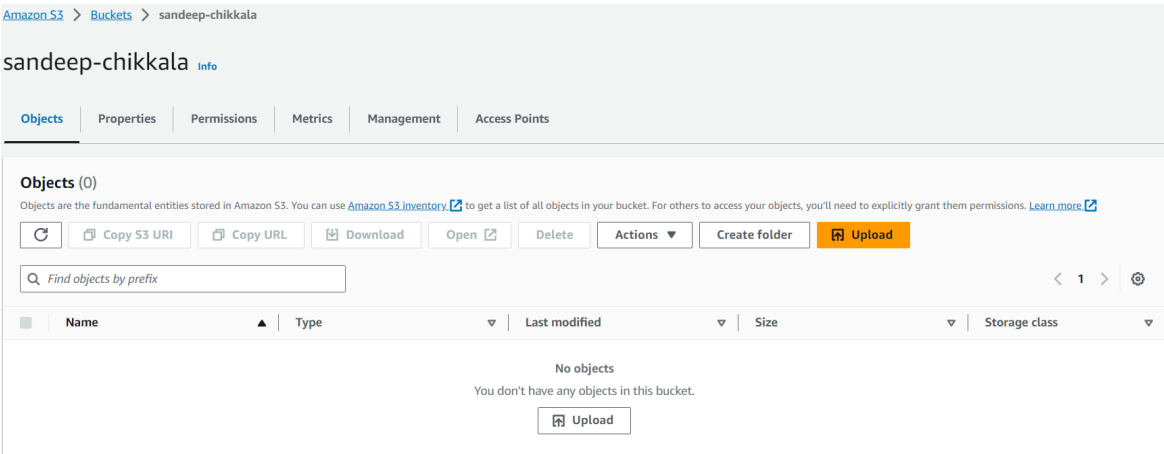 Amazon S3 > Buckets > sandeep-chikkala
sandeep-chikkala Info
Objects Properties Permissions Metrics Management Access Points
Objects (0)
Objects are the fundamental entities stored in Amazon S3. You can use Amazon S3 inventory to get a list of all objects in your bucket. For others to access your objects, you'll need to explicitly grant them permissions. Learn more
Copy S3 URI Copy URL Download Open Delete Actions Create folder Upload
Find objects by prefix 1
Name Type Last modified Size Storage class
No objects
You don't have any objects in this bucket.
Upload